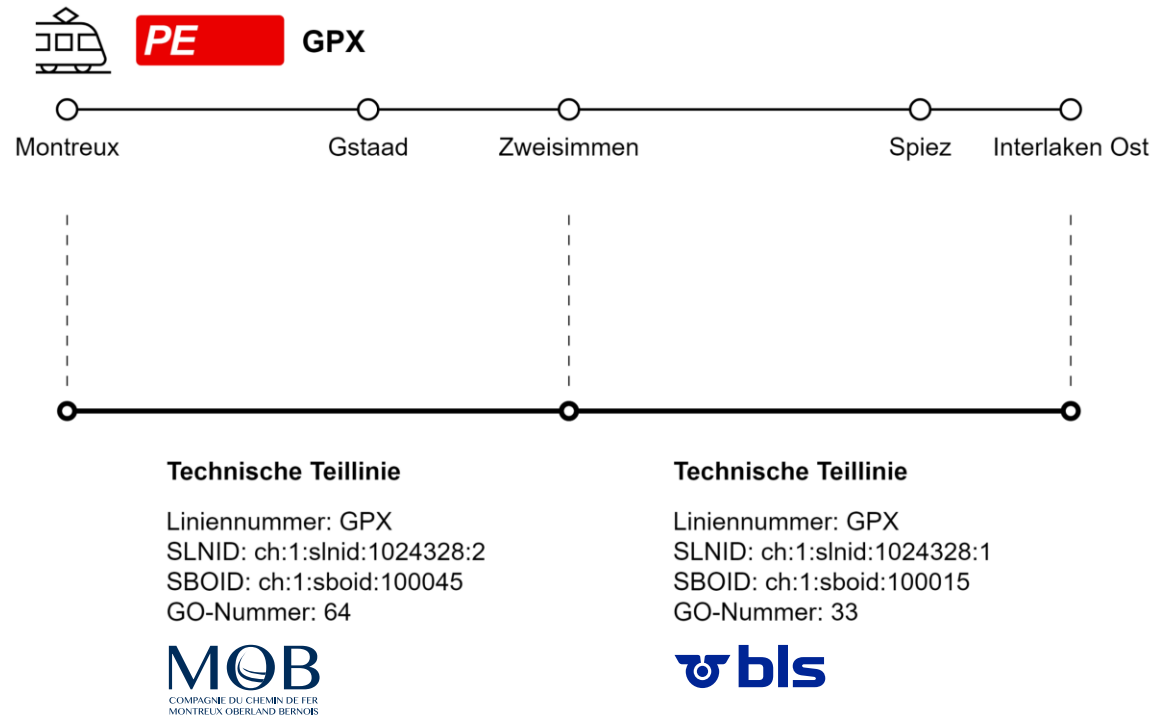 PE GPX
Montreux Gstaad Zweisimmen Spiez Interlaken Ost
Technische Teillinie
Liniennummer: GPX
SLNID: ch:1:slnid:1024328:2
SBOID: ch:1:sboid:100045
GO-Nummer: 64
MOB
COMPAGNIE DU CHEMIN DE FER
MONTREUX OBERLAND BERNOIS
Technische Teillinie
Liniennummer: GPX
SLNID: ch:1:slnid:1024328:1
SBOID: ch:1:sboid:100015
GO-Nummer: 33
bls